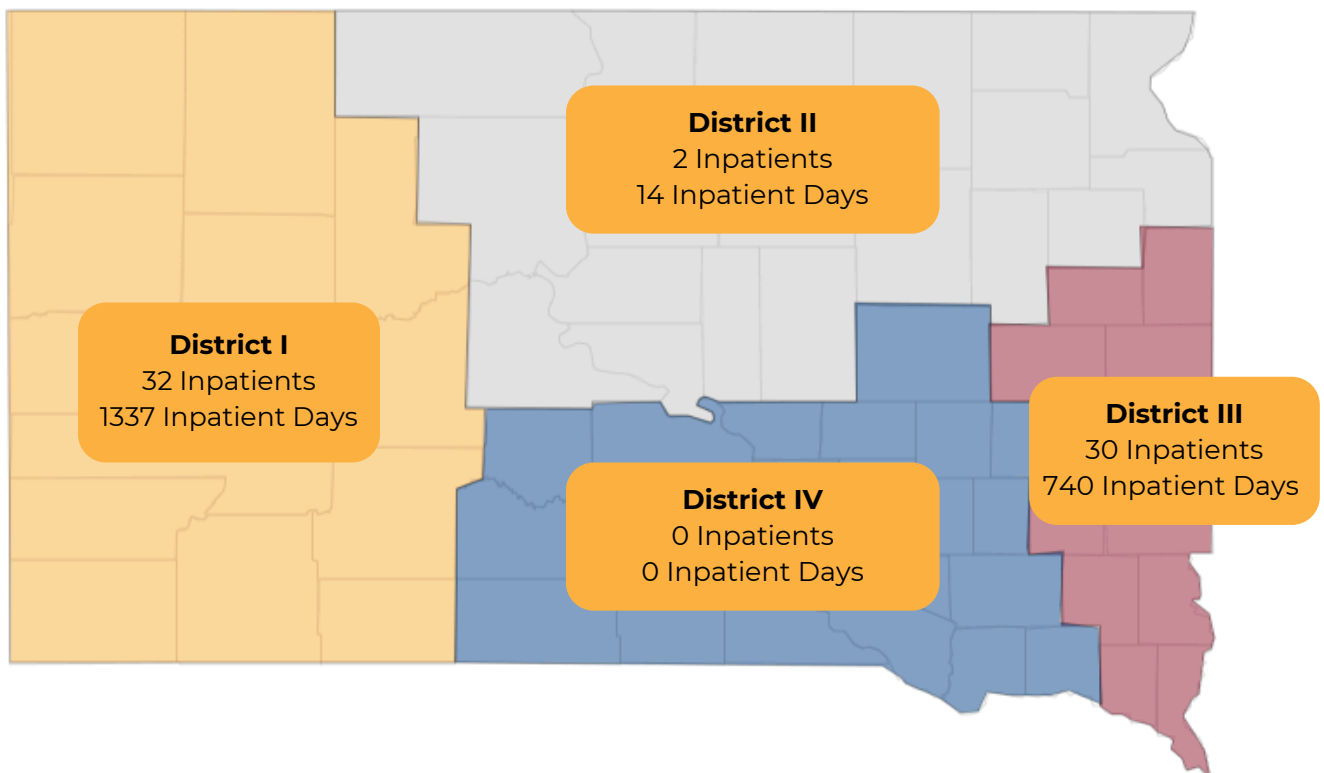 District II
2 Inpatients
14 Inpatient Days
District I
32 Inpatients
1337 Inpatient Days
District III
30 Inpatients
740 Inpatient Days
District IV
0 Inpatients
0 Inpatient Days